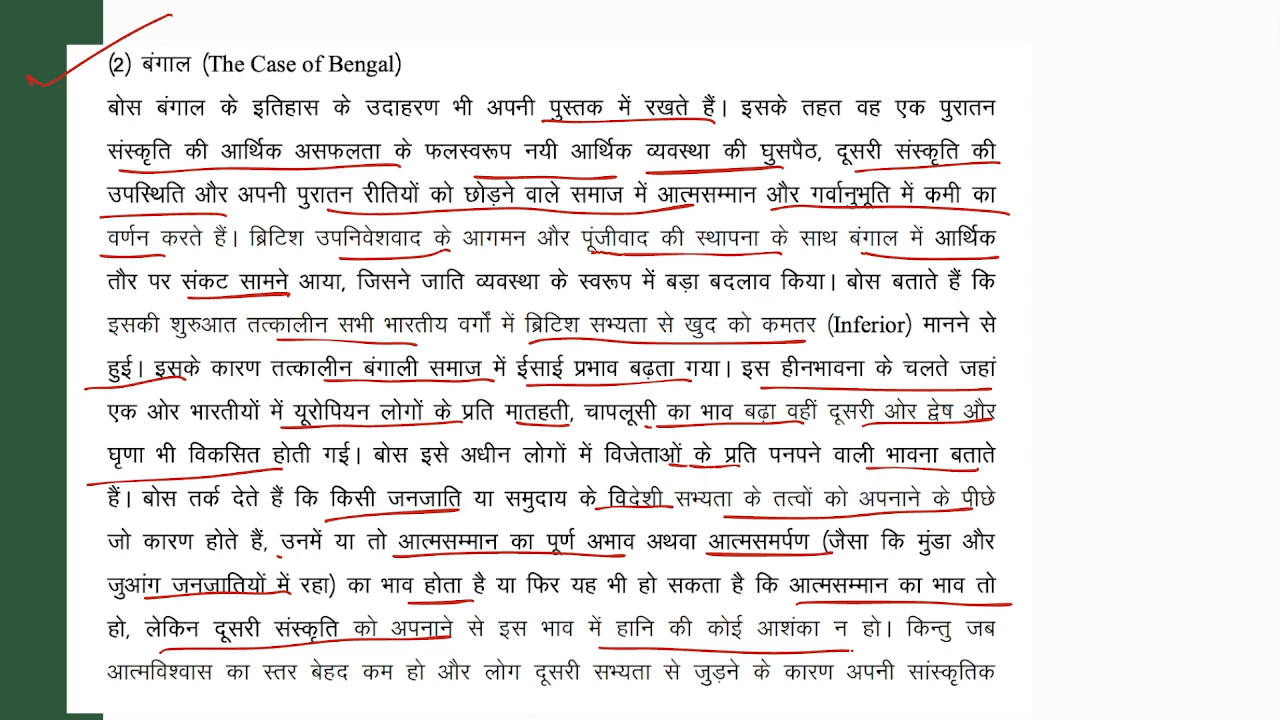 (2) बंगाल (The Case of Bengal)
बोस बंगाल के इतिहास के उदाहरण भी अपनी पुस्तक में रखते हैं। इसके तहत वह एक पुरातन
संस्कृति की आर्थिक असफलता के फलस्वरूप नयी आर्थिक व्यवस्था की घुसपैठ, दूसरी संस्कृति की
उपस्थिति और अपनी पुरातन रीतियों को छोड़ने वाले समाज में आत्मसम्मान और गर्वानुभूति में कमी का
वर्णन करते हैं। ब्रिटिश उपनिवेशवाद के आगमन और पूंजीवाद की स्थापना के साथ बंगाल में आर्थिक
तौर पर संकट सामने आया, जिसने जाति व्यवस्था के स्वरूप में बड़ा बदलाव किया। बोस बताते हैं कि
इसकी शुरुआत तत्कालीन सभी भारतीय वर्गों में ब्रिटिश सभ्यता से खुद को कमतर (Inferior) मानने से
हुई। इसके कारण तत्कालीन बंगाली समाज में ईसाई प्रभाव बढ़ता गया। इस हीनभावना के चलते जहां
एक ओर भारतीयों में यूरोपियन लोगों के प्रति मातहती, चापलूसी का भाव बढ़ा वहीं दूसरी ओर द्वेष और
घृणा भी विकसित होती गई। बोस इसे अधीन लोगों में विजेताओं के प्रति पनपने वाली भावना बताते
हैं। बोस तर्क देते हैं कि किसी जनजाति या समुदाय के विदेशी सभ्यता के तत्वों को अपनाने के पीछे
जो कारण होते हैं, उनमें या तो आत्मसम्मान का पूर्ण अभाव अथवा आत्मसमर्पण (जैसा कि मुंडा और
जुआंग जनजातियों में रहा) का भाव होता है या फिर यह भी हो सकता है कि आत्मसम्मान का भाव तो
हो, लेकिन दूसरी संस्कृति को अपनाने से इस भाव में हानि की कोई आशंका न हो। किन्तु जब
आत्मविश्वास का स्तर बेहद कम हो और लोग दूसरी सभ्यता से जुड़ने के कारण अपनी सांस्कृतिक